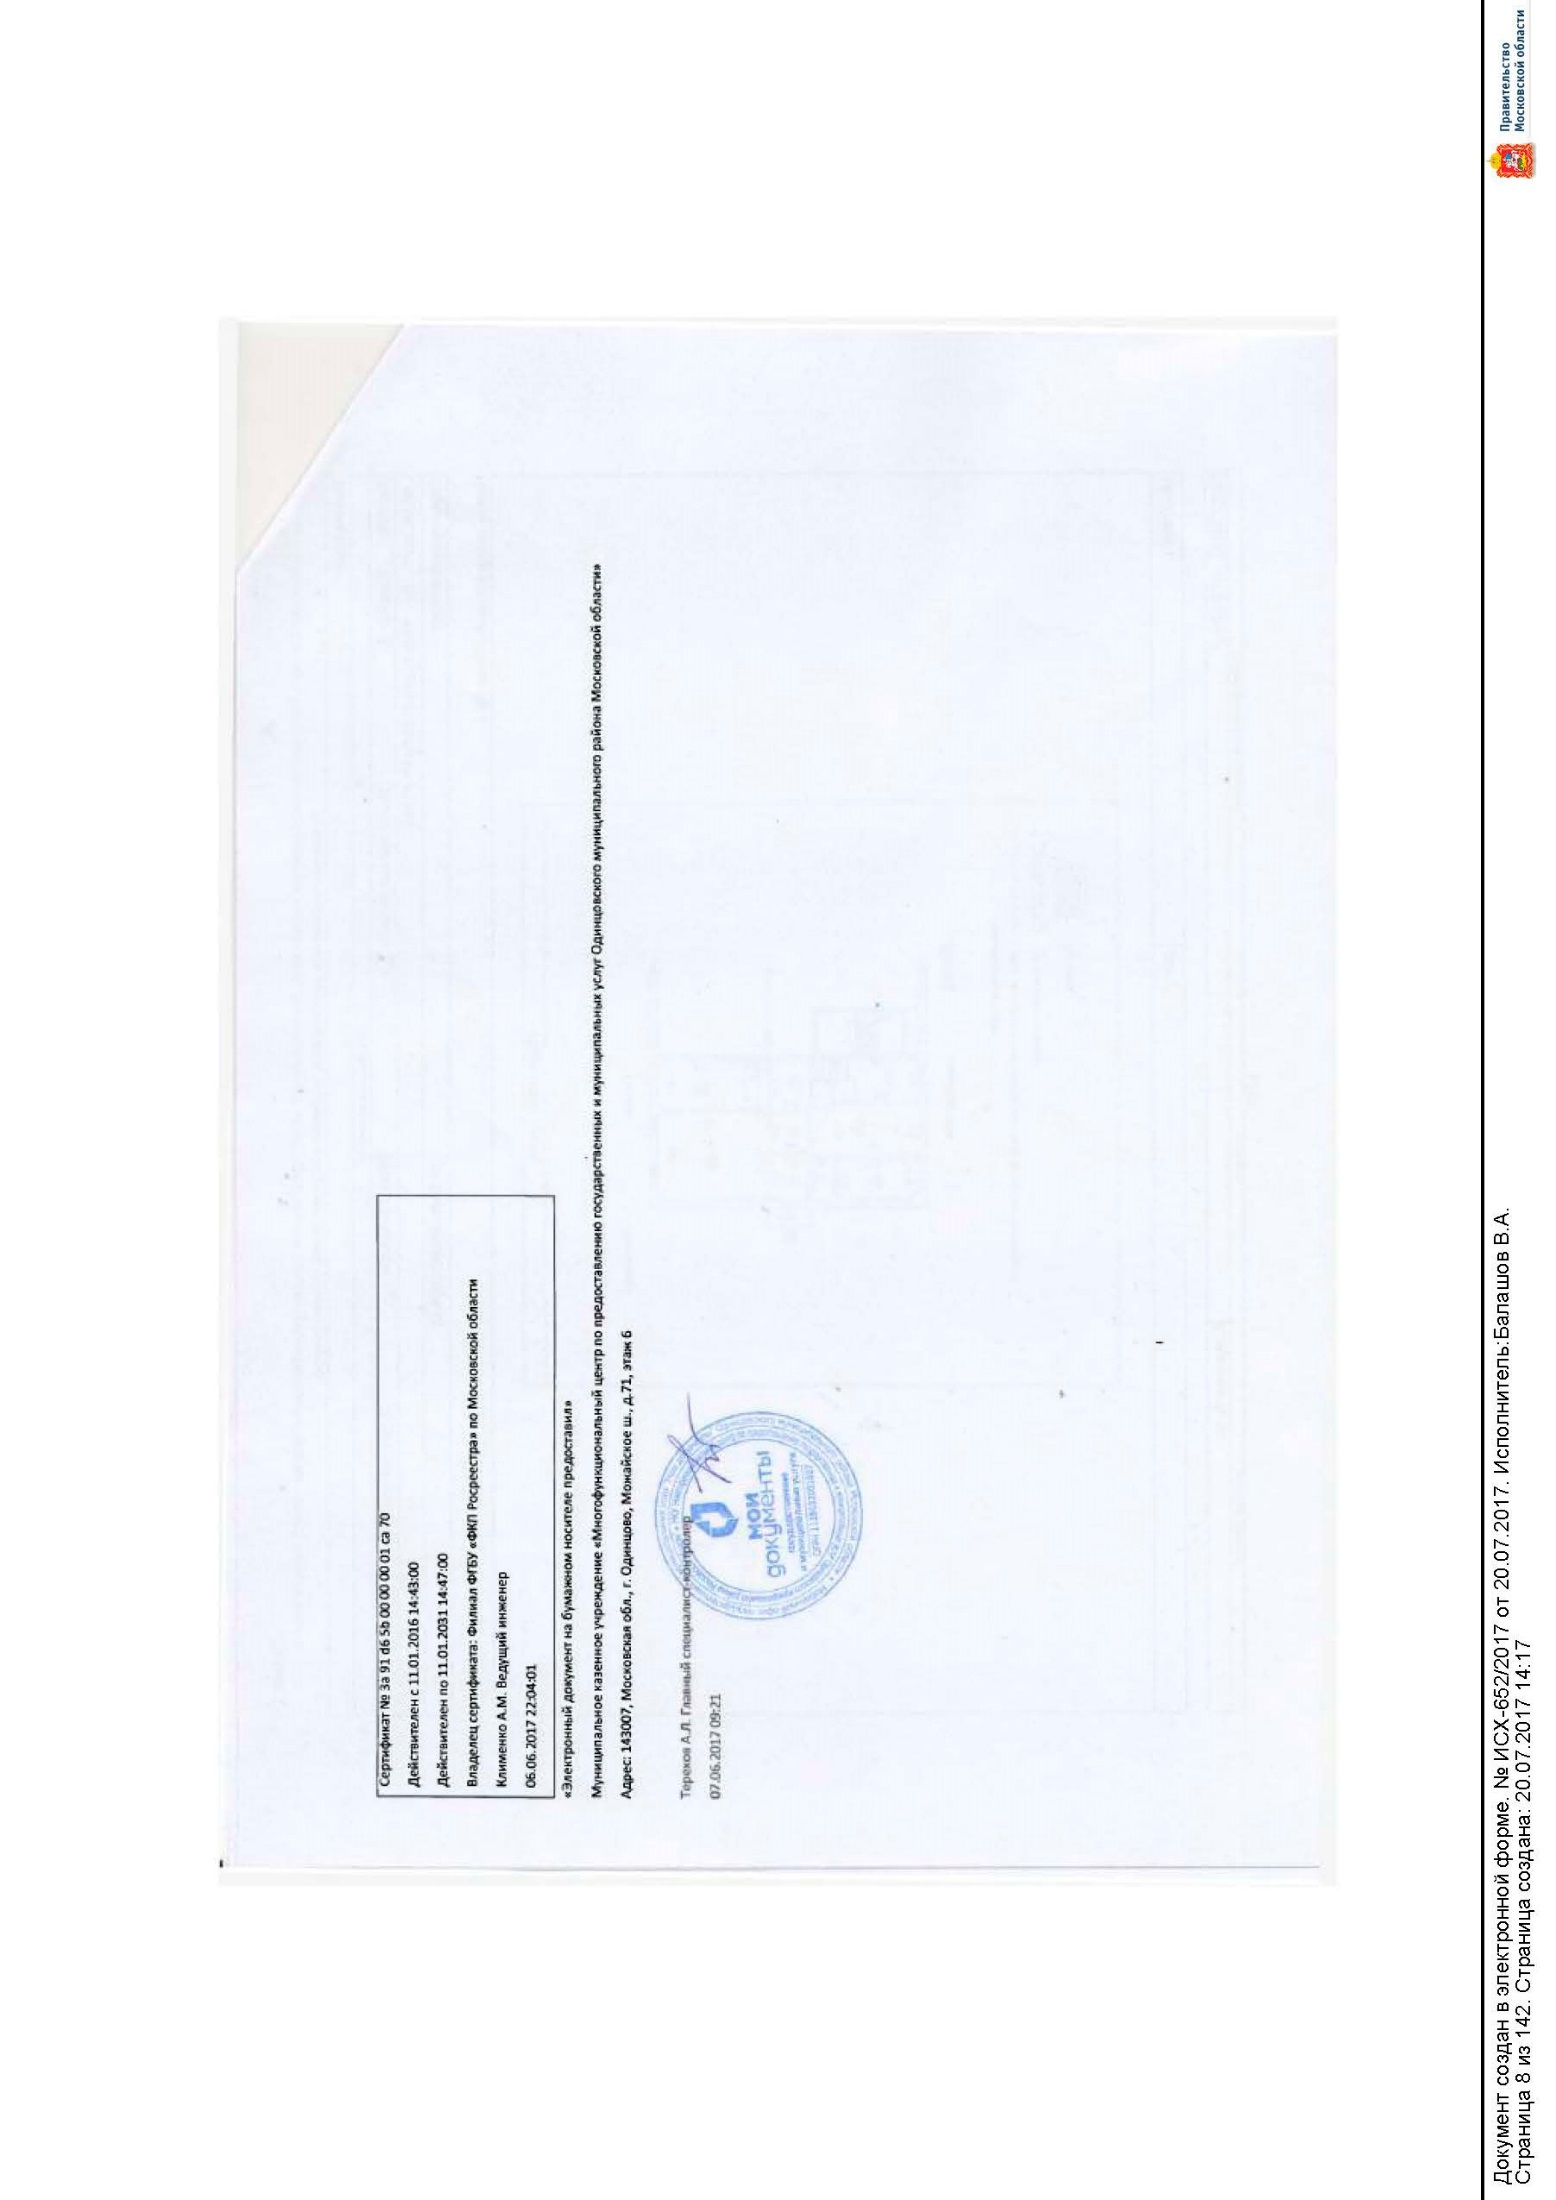 Сертификат № 3a 91 d6 5b 00 00 00 01 ca 70
Действителен с 11.01.2016 14:43:00
Действителен по 11.01.2031 14:47:00
Владелец сертификата: Филиал ФГБУ «ФКП Росреестра» по Московской области
Клименко А.М. Ведущий инженер
06.06.2017 22:04:01
«Электронный документ на бумажном носителе предоставил»
Муниципальное казенное учреждение «Многофункциональный центр по предоставлению государственных и муниципальных услуг Одинцовского муниципального района Московской области»
Адрес: 143007, Московская обл., г. Одинцово, Можайское ш., д.71, этаж 6
Терехов А.Л. Главный специалист-контролер
07.06.2017 09:21
мои
документы
государственные
и муниципальные услуги
Документ создан в электронной форме. № ИСХ-652/2017 от 20.07.2017. Исполнитель:Балашов В.А.
Страница 8 из 142. Страница создана: 20.07.2017 14:17
Правительство
Московской области